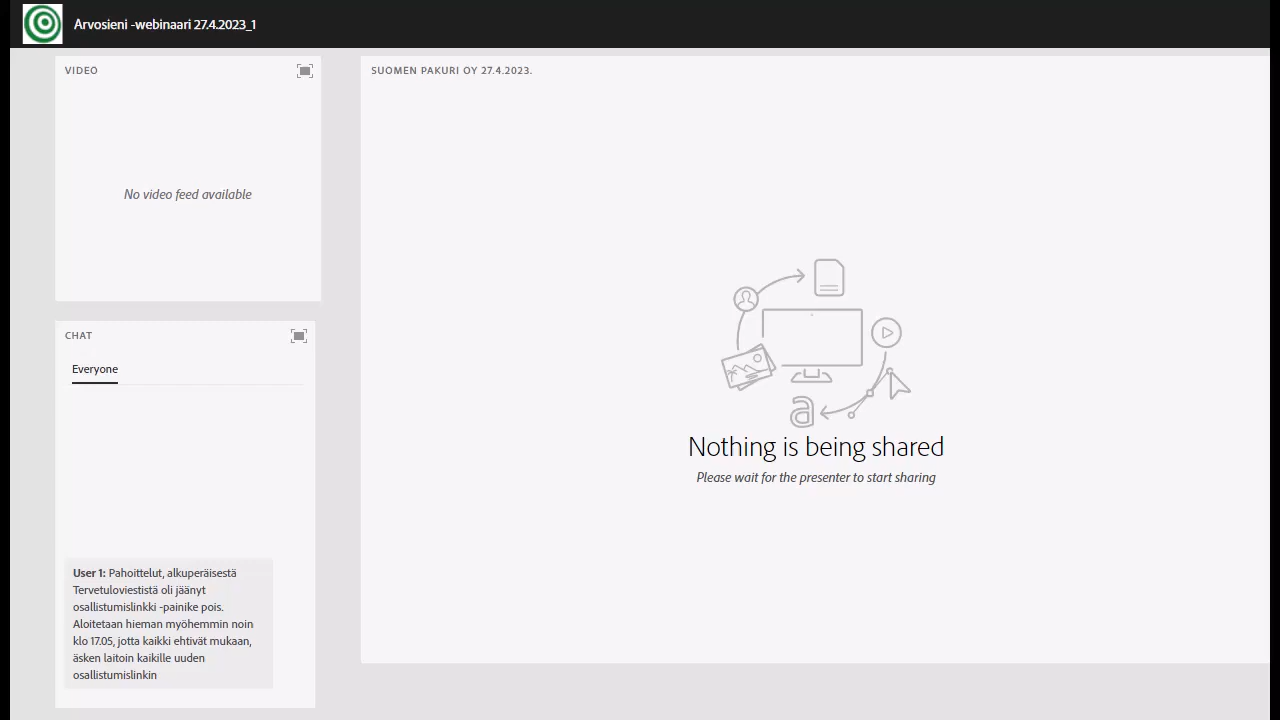 Arvosieni -webinaari 27.4.2023_1
VIDEO
No video feed available
CHAT
Everyone
User 1: Pahoittelut, alkuperäisestä
Tervetuloviestistä oli jäänyt
osallistumislinkki -painike pois.
Aloitetaan hieman myöhemmin noin
klo 17.05, jotta kaikki ehtivät mukaan,
äsken laitoin kaikille uuden
osallistumislinkin
SUOMEN PAKURI OY 27.4.2023.
a
Nothing is being shared
Please wait for the presenter to start sharing